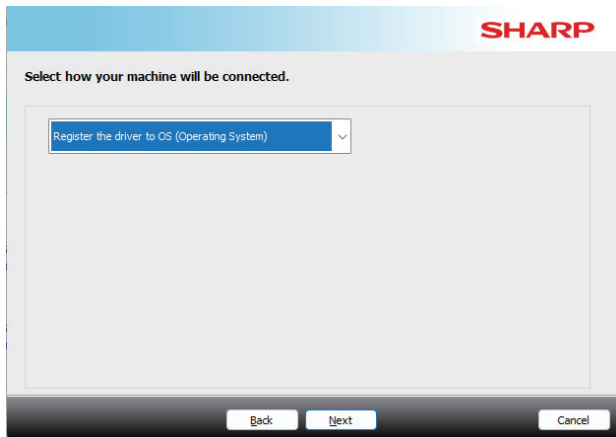 SHARP
Select how your machine will be connected.
Register the driver to OS (Operating System)
Back
Next
Cancel